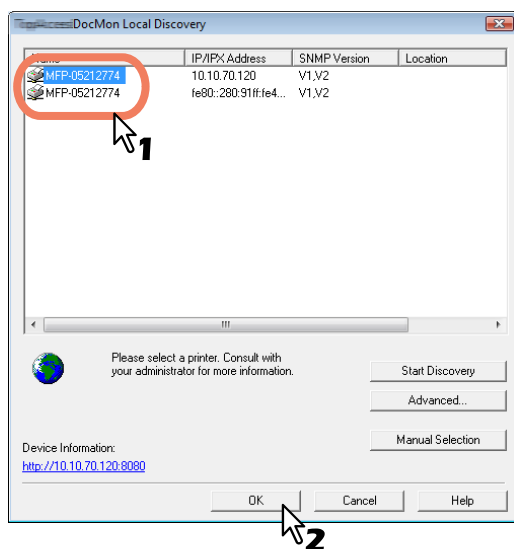 DocMon Local Discovery
Name IP/IPX Address SNMP Version Location
MFP-05212774 10.10.70.120 V1,V2
MFP-05212774 fe80::280:91ff:fe4... V1,V2
1
Please select a printer. Consult with
your administrator for more information.
Start Discovery
Advanced...
Manual Selection
Device Information:
http://10.10.70.120:8080
OK Cancel Help
2